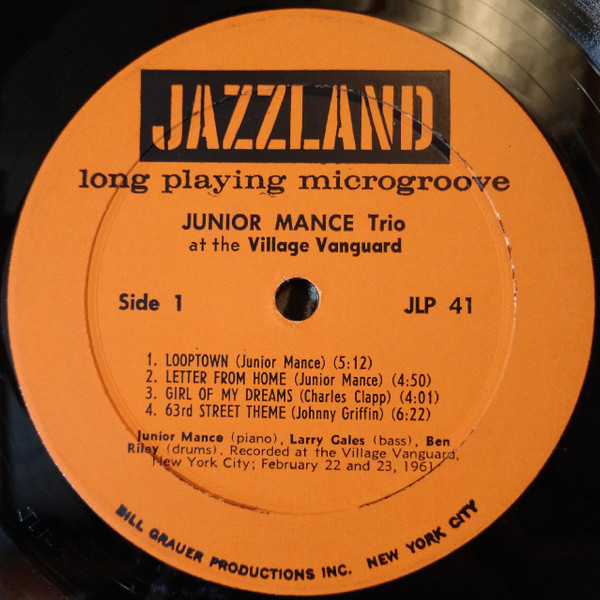 JAZZLAND
long playing microgroove
JUNIOR MANCE Trio
at the Village Vanguard
Side 1
JLP 41
1. LOOPTOWN (Junior Mance) (5:12)
2. LETTER FROM HOME (Junior Mance) (4:50)
3. GIRL OF MY DREAMS (Charles Clapp) (4:01)
4. 63rd STREET THEME (Johnny Griffin) (6:22)
Junior Mance (piano), Larry Gales (bass), Ben
Riley (drums). Recorded at the Village Vanguard,
New York City; February 22 and 23, 1961
BILL GRAUER PRODUCTIONS INC. NEW YORK CITY